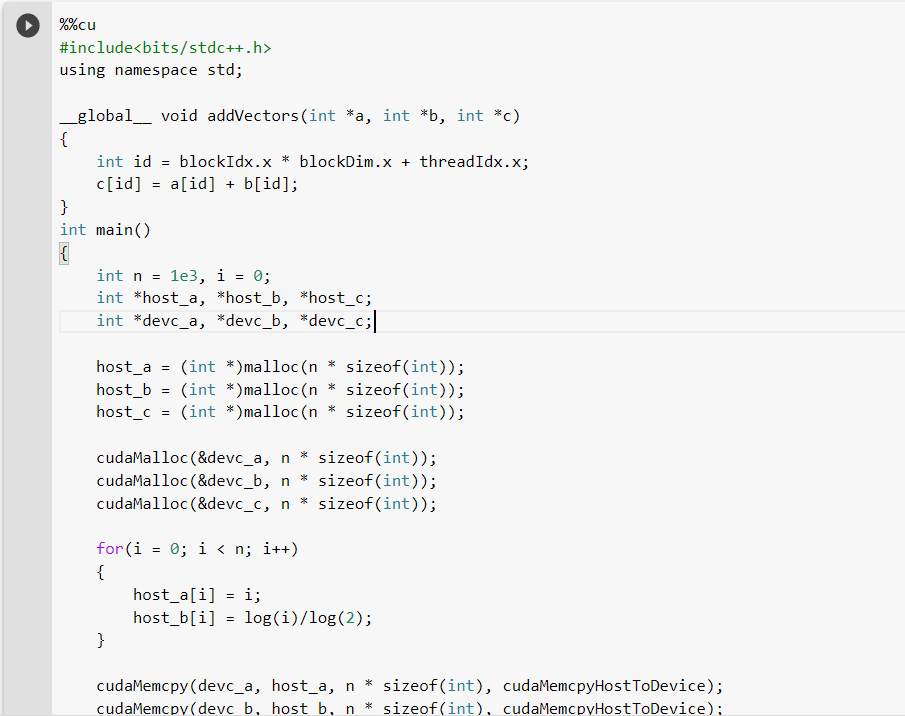 %%cu
#include<bits/stdc++.h>
using namespace std;
__global__ void addVectors(int *a, int *b, int *c)
{
    int id = blockIdx.x * blockDim.x + threadIdx.x;
    c[id] = a[id] + b[id];
}
int main()
{
    int n = 1e3, i = 0;
    int *host_a, *host_b, *host_c;
    int *devc_a, *devc_b, *devc_c;
    host_a = (int *)malloc(n * sizeof(int));
    host_b = (int *)malloc(n * sizeof(int));
    host_c = (int *)malloc(n * sizeof(int));
    cudaMalloc(&devc_a, n * sizeof(int));
    cudaMalloc(&devc_b, n * sizeof(int));
    cudaMalloc(&devc_c, n * sizeof(int));
    for(i = 0; i < n; i++)
    {
        host_a[i] = i;
        host_b[i] = log(i)/log(2);
    }
    cudaMemcpy(devc_a, host_a, n * sizeof(int), cudaMemcpyHostToDevice);
    cudaMemcpy(devc_b, host_b, n * sizeof(int), cudaMemcpyHostToDevice);